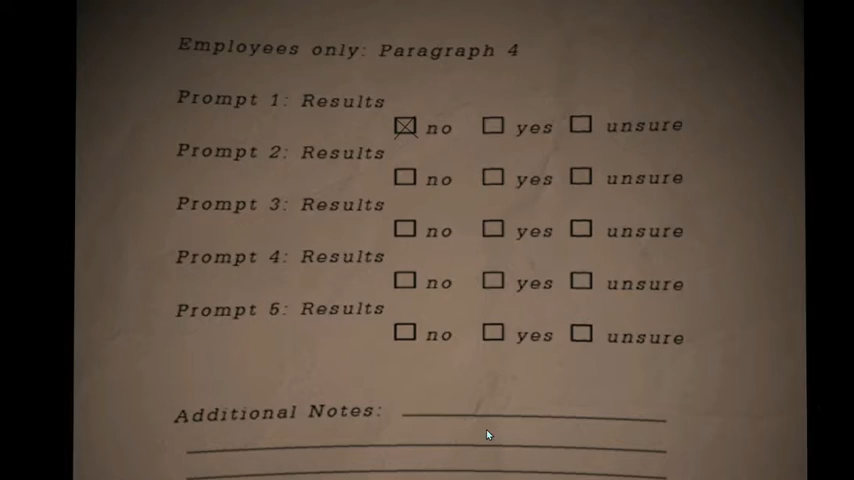 Employees only: Paragraph 4
Prompt 1: Results
no yes unsure
Prompt 2: Results
no yes unsure
Prompt 3: Results
no yes unsure
Prompt 4: Results
no yes unsure
Prompt 5: Results
no yes unsure
Additional Notes: